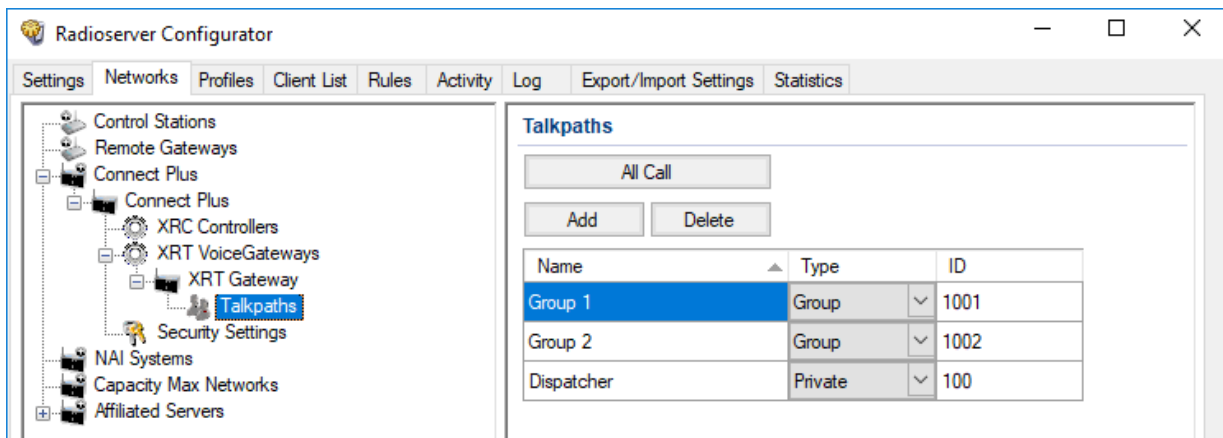 Radioserver Configurator
Settings Networks Profiles Client List Rules Activity Log Export/Import Settings Statistics
Control Stations
Remote Gateways
Connect Plus
Connect Plus
XRC Controllers
XRT VoiceGateways
XRT Gateway
Talkpaths
Security Settings
NAI Systems
Capacity Max Networks
Affiliated Servers
Talkpaths
All Call
Add Delete
Name Type ID
Group 1 Group 1001
Group 2 Group 1002
Dispatcher Private 100